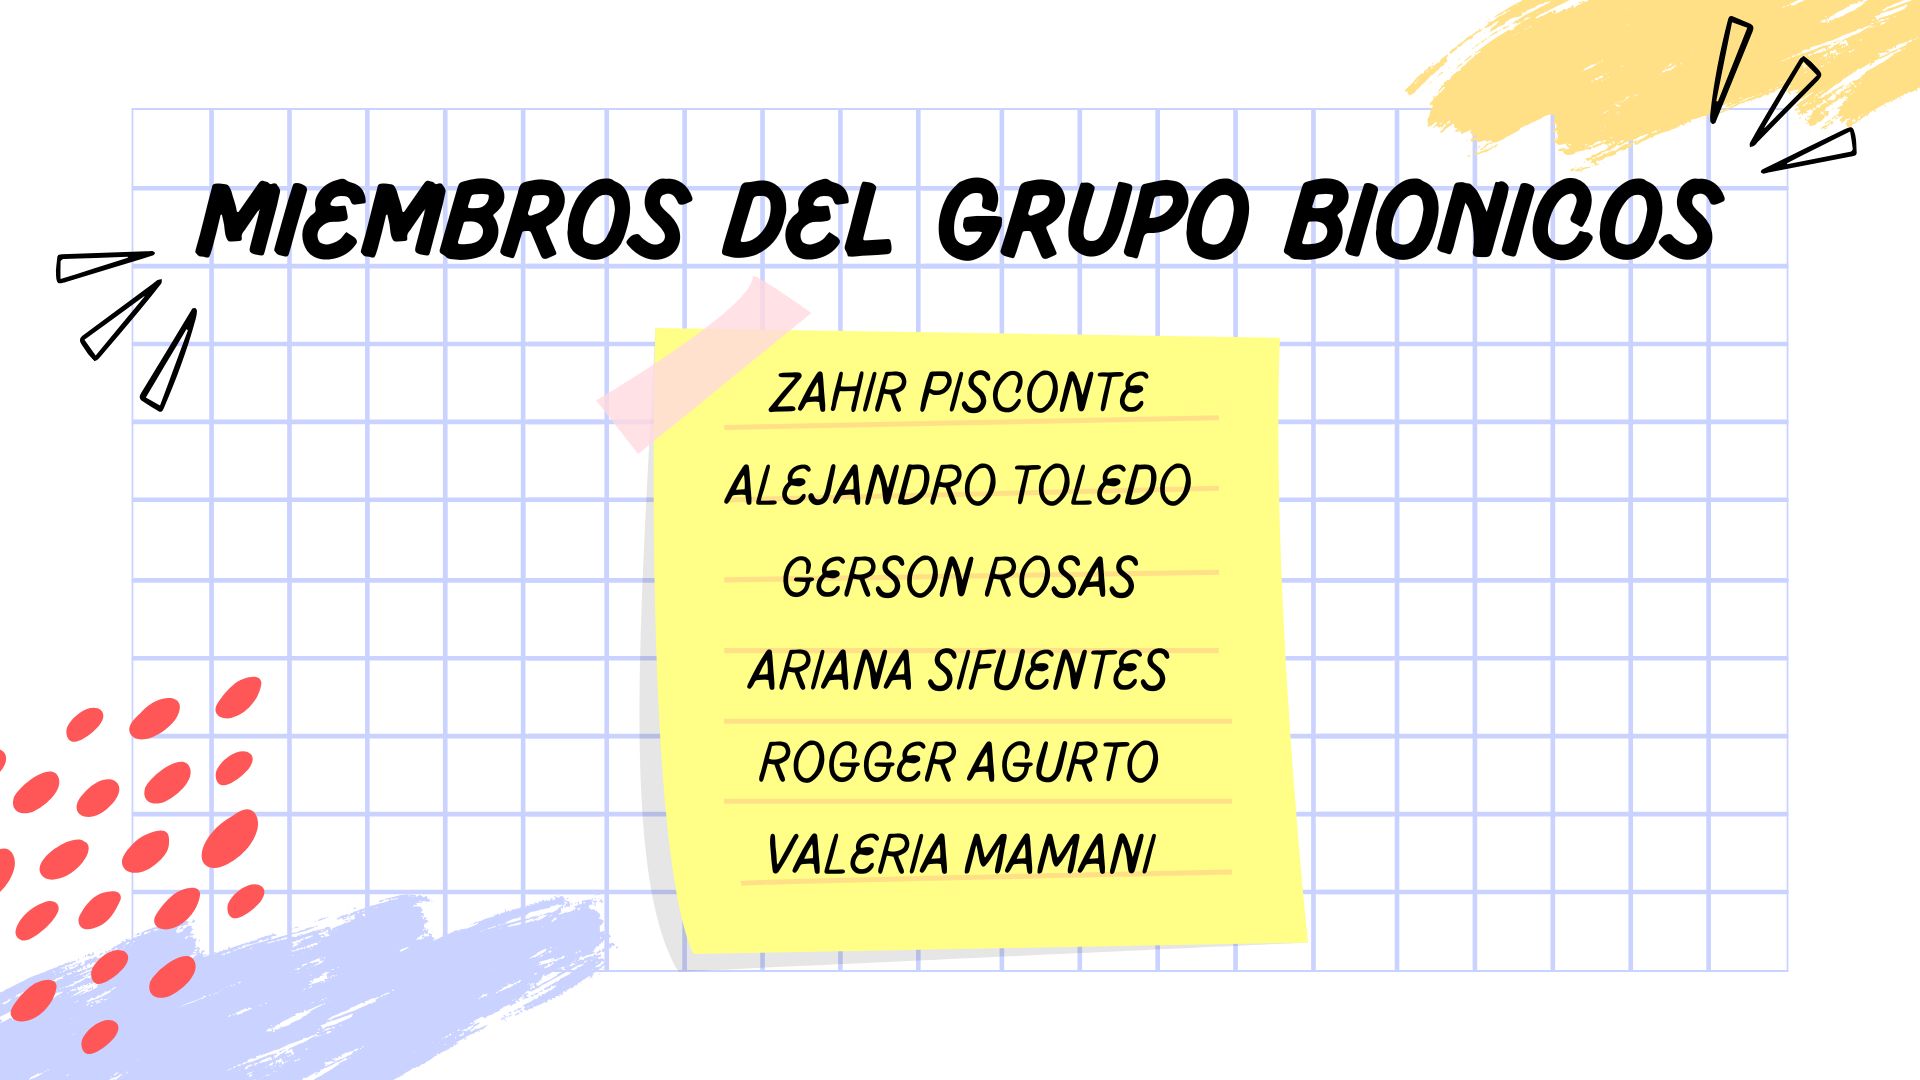 MIEMBROS DEL GRUPO BIONICOS
ZAHIR PISCONTE
ALEJANDRO TOLEDO
GERSON ROSAS
ARIANA SIFUENTES
ROGGER AGURTO
VALERIA MAMANI